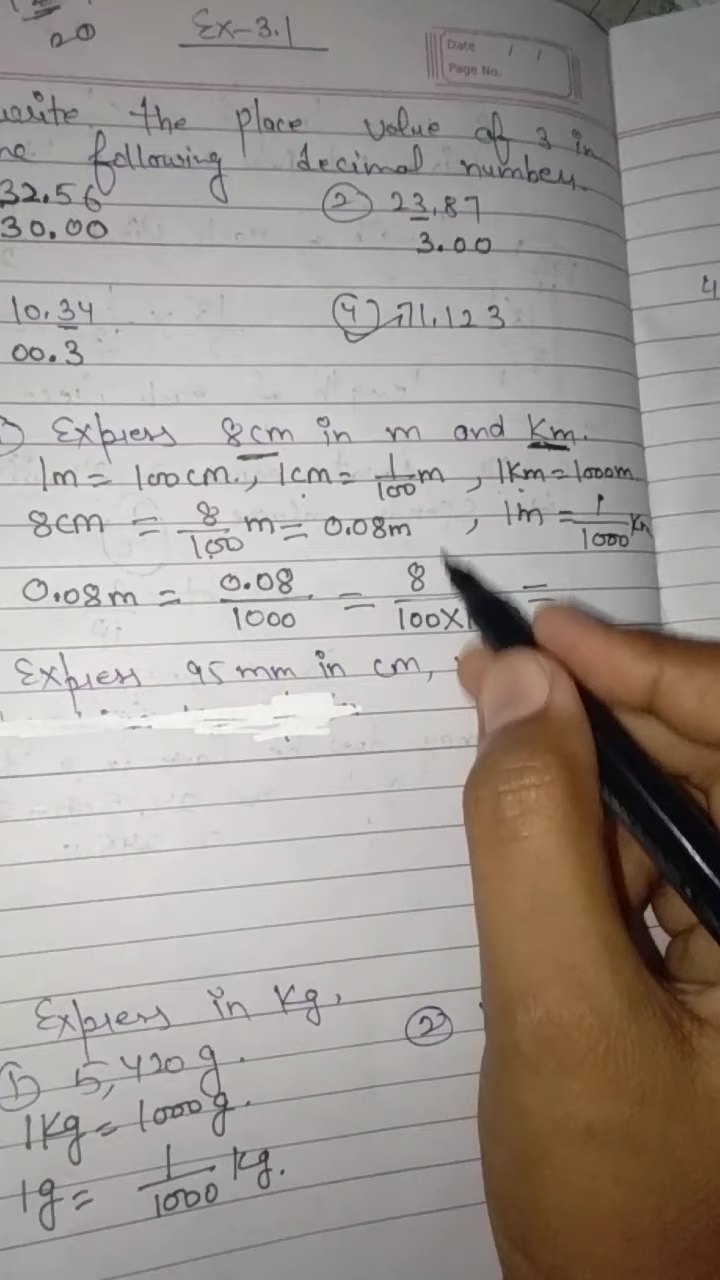 20 Ex-3.1
Date / /
Page No.
write the place value of 3 in
following decimal number.
32.56 ② 23.87
30.00 3.00
10.34 ④ 71.123
00.3
Express 8cm in m and Km.
1m = 100cm., 1cm = 1/100 m, 1Km = 1000m
8cm = 8/100 m = 0.08m, 1m = 1/1000 Km
0.08m = 0.08/1000 = 8/100X =
Express 95mm in cm,
Express in Kg,
① 5,420g. ②
1Kg = 1000g.
1g = 1/1000 Kg.
4